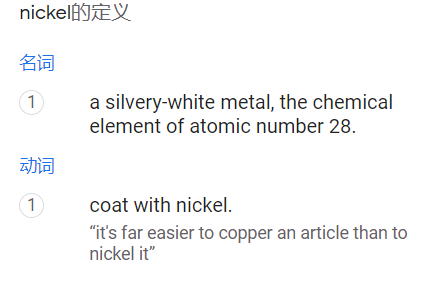 nickel的定义
名词
1 a silvery-white metal, the chemical
element of atomic number 28.
动词
1 coat with nickel.
“it's far easier to copper an article than to
nickel it”